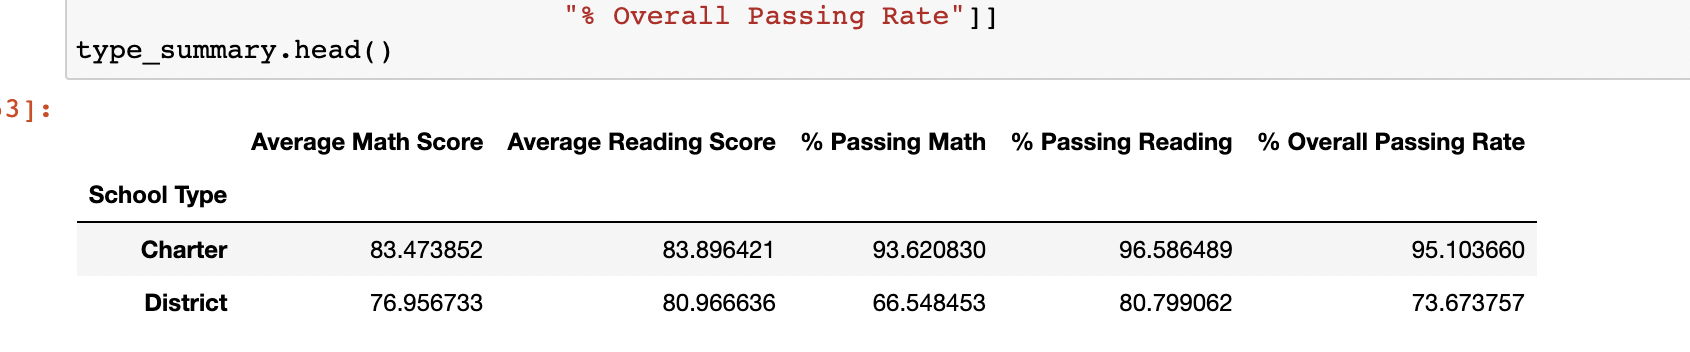 "% Overall Passing Rate"]]
type_summary.head()
3]:
Average Math Score Average Reading Score % Passing Math % Passing Reading % Overall Passing Rate
School Type
Charter 83.473852 83.896421 93.620830 96.586489 95.103660
District 76.956733 80.966636 66.548453 80.799062 73.673757